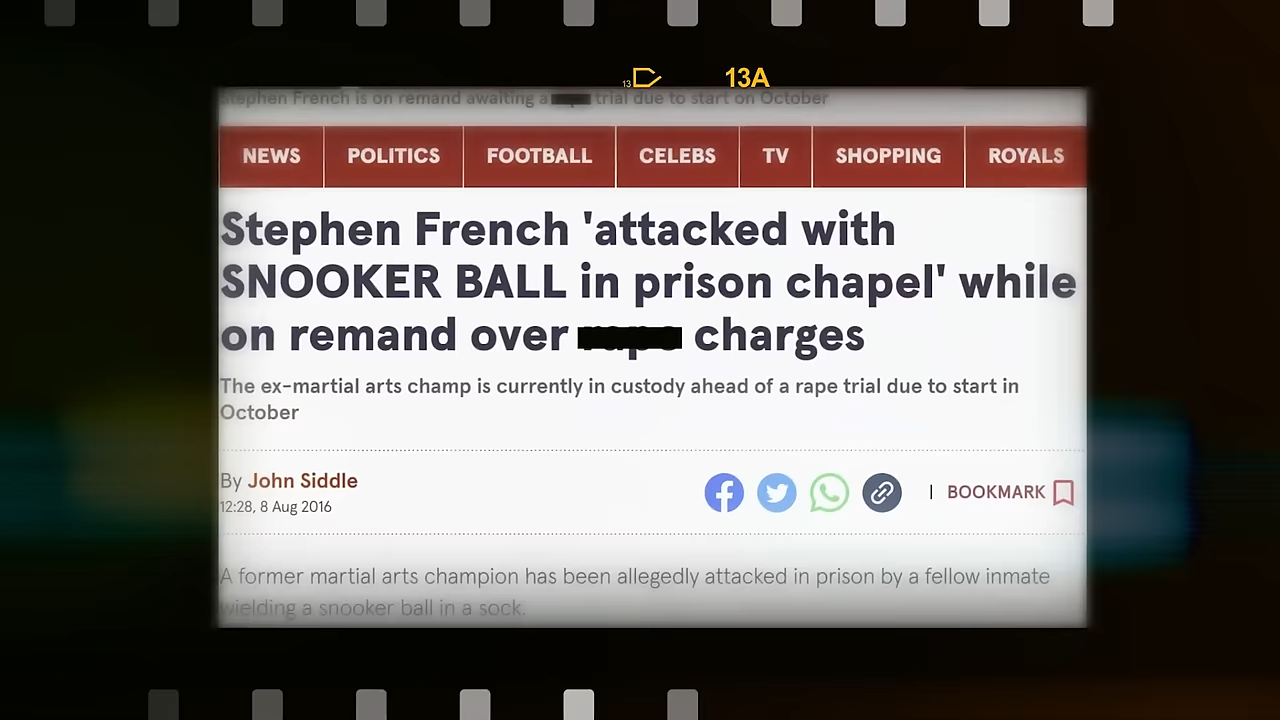 13 13A
Stephen French is on remand awaiting a trial due to start on October
NEWS POLITICS FOOTBALL CELEBS TV SHOPPING ROYALS
Stephen French 'attacked with
SNOOKER BALL in prison chapel' while
on remand over charges
The ex-martial arts champ is currently in custody ahead of a rape trial due to start in
October
By John Siddle
12:28, 8 Aug 2016
| BOOKMARK
A former martial arts champion has been allegedly attacked in prison by a fellow inmate
wielding a snooker ball in a sock.